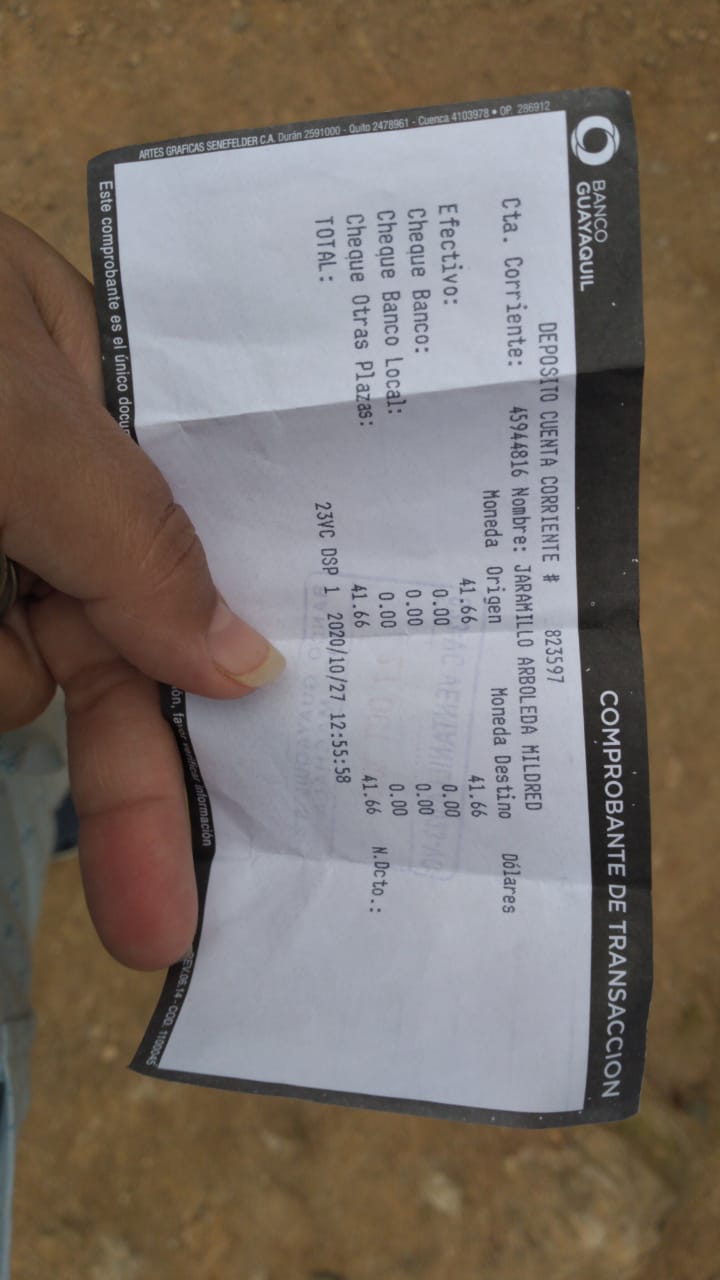 BANCO
GUAYAQUIL
COMPROBANTE DE TRANSACCION
DEPOSITO CUENTA CORRIENTE # 823597
Cta. Corriente: 45944816 Nombre: JARAMILLO ARBOLEDA MILDRED
Moneda Origen Moneda Destino Dólares
Efectivo: 41.66 41.66
Cheque Banco: 0.00 0.00
Cheque Banco Local: 0.00 0.00
Cheque Otras Plazas: 0.00 0.00
TOTAL: 41.66 41.66 N.Dcto.:
23VC DSP 1 2020/10/27 12:55:58
Este comprobante es el único
favor verificar información
REV.06.14 - COD. 1100045
ARTES GRAFICAS SENEFELDER C.A. Durán 2591000 - Quito 2478961 - Cuenca 4103978 • OP 286912